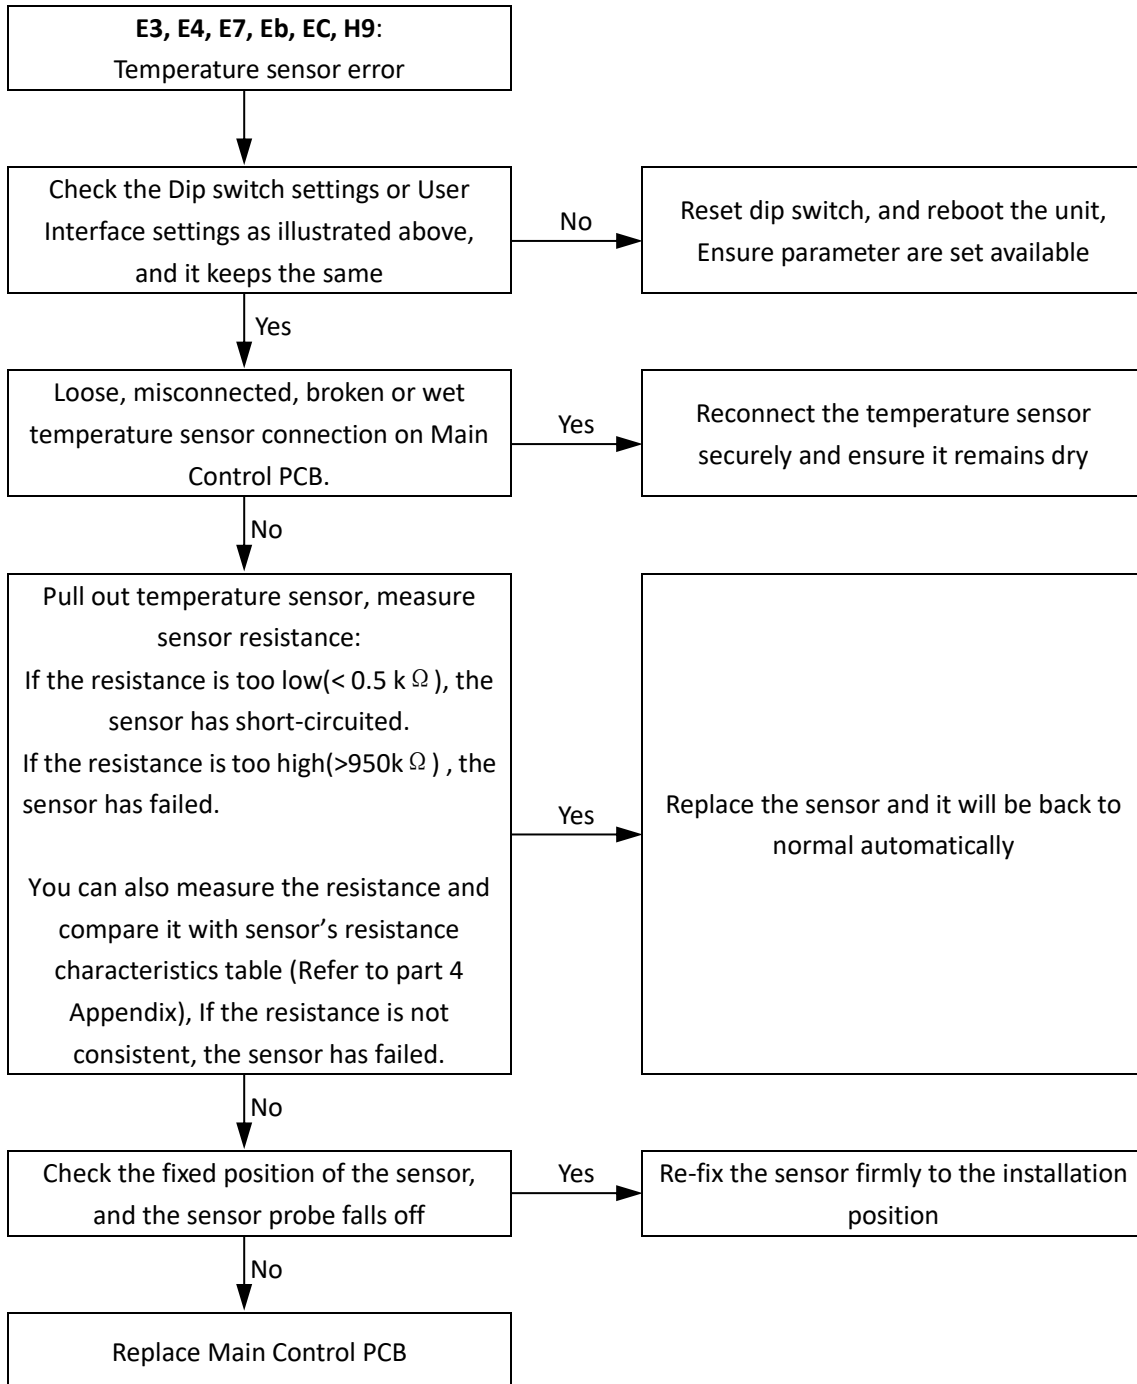 E3, E4, E7, Eb, EC, H9:
Temperature sensor error
Check the Dip switch settings or User
Interface settings as illustrated above,
and it keeps the same
No
Reset dip switch, and reboot the unit,
Ensure parameter are set available
Yes
Loose, misconnected, broken or wet
temperature sensor connection on Main
Control PCB.
Yes
Reconnect the temperature sensor
securely and ensure it remains dry
No
Pull out temperature sensor, measure
sensor resistance:
If the resistance is too low(< 0.5 k Ω), the
sensor has short-circuited.
If the resistance is too high(>950k Ω) , the
sensor has failed.
You can also measure the resistance and
compare it with sensor’s resistance
characteristics table (Refer to part 4
Appendix), If the resistance is not
consistent, the sensor has failed.
Yes
Replace the sensor and it will be back to
normal automatically
No
Check the fixed position of the sensor,
and the sensor probe falls off
Yes
Re-fix the sensor firmly to the installation
position
No
Replace Main Control PCB